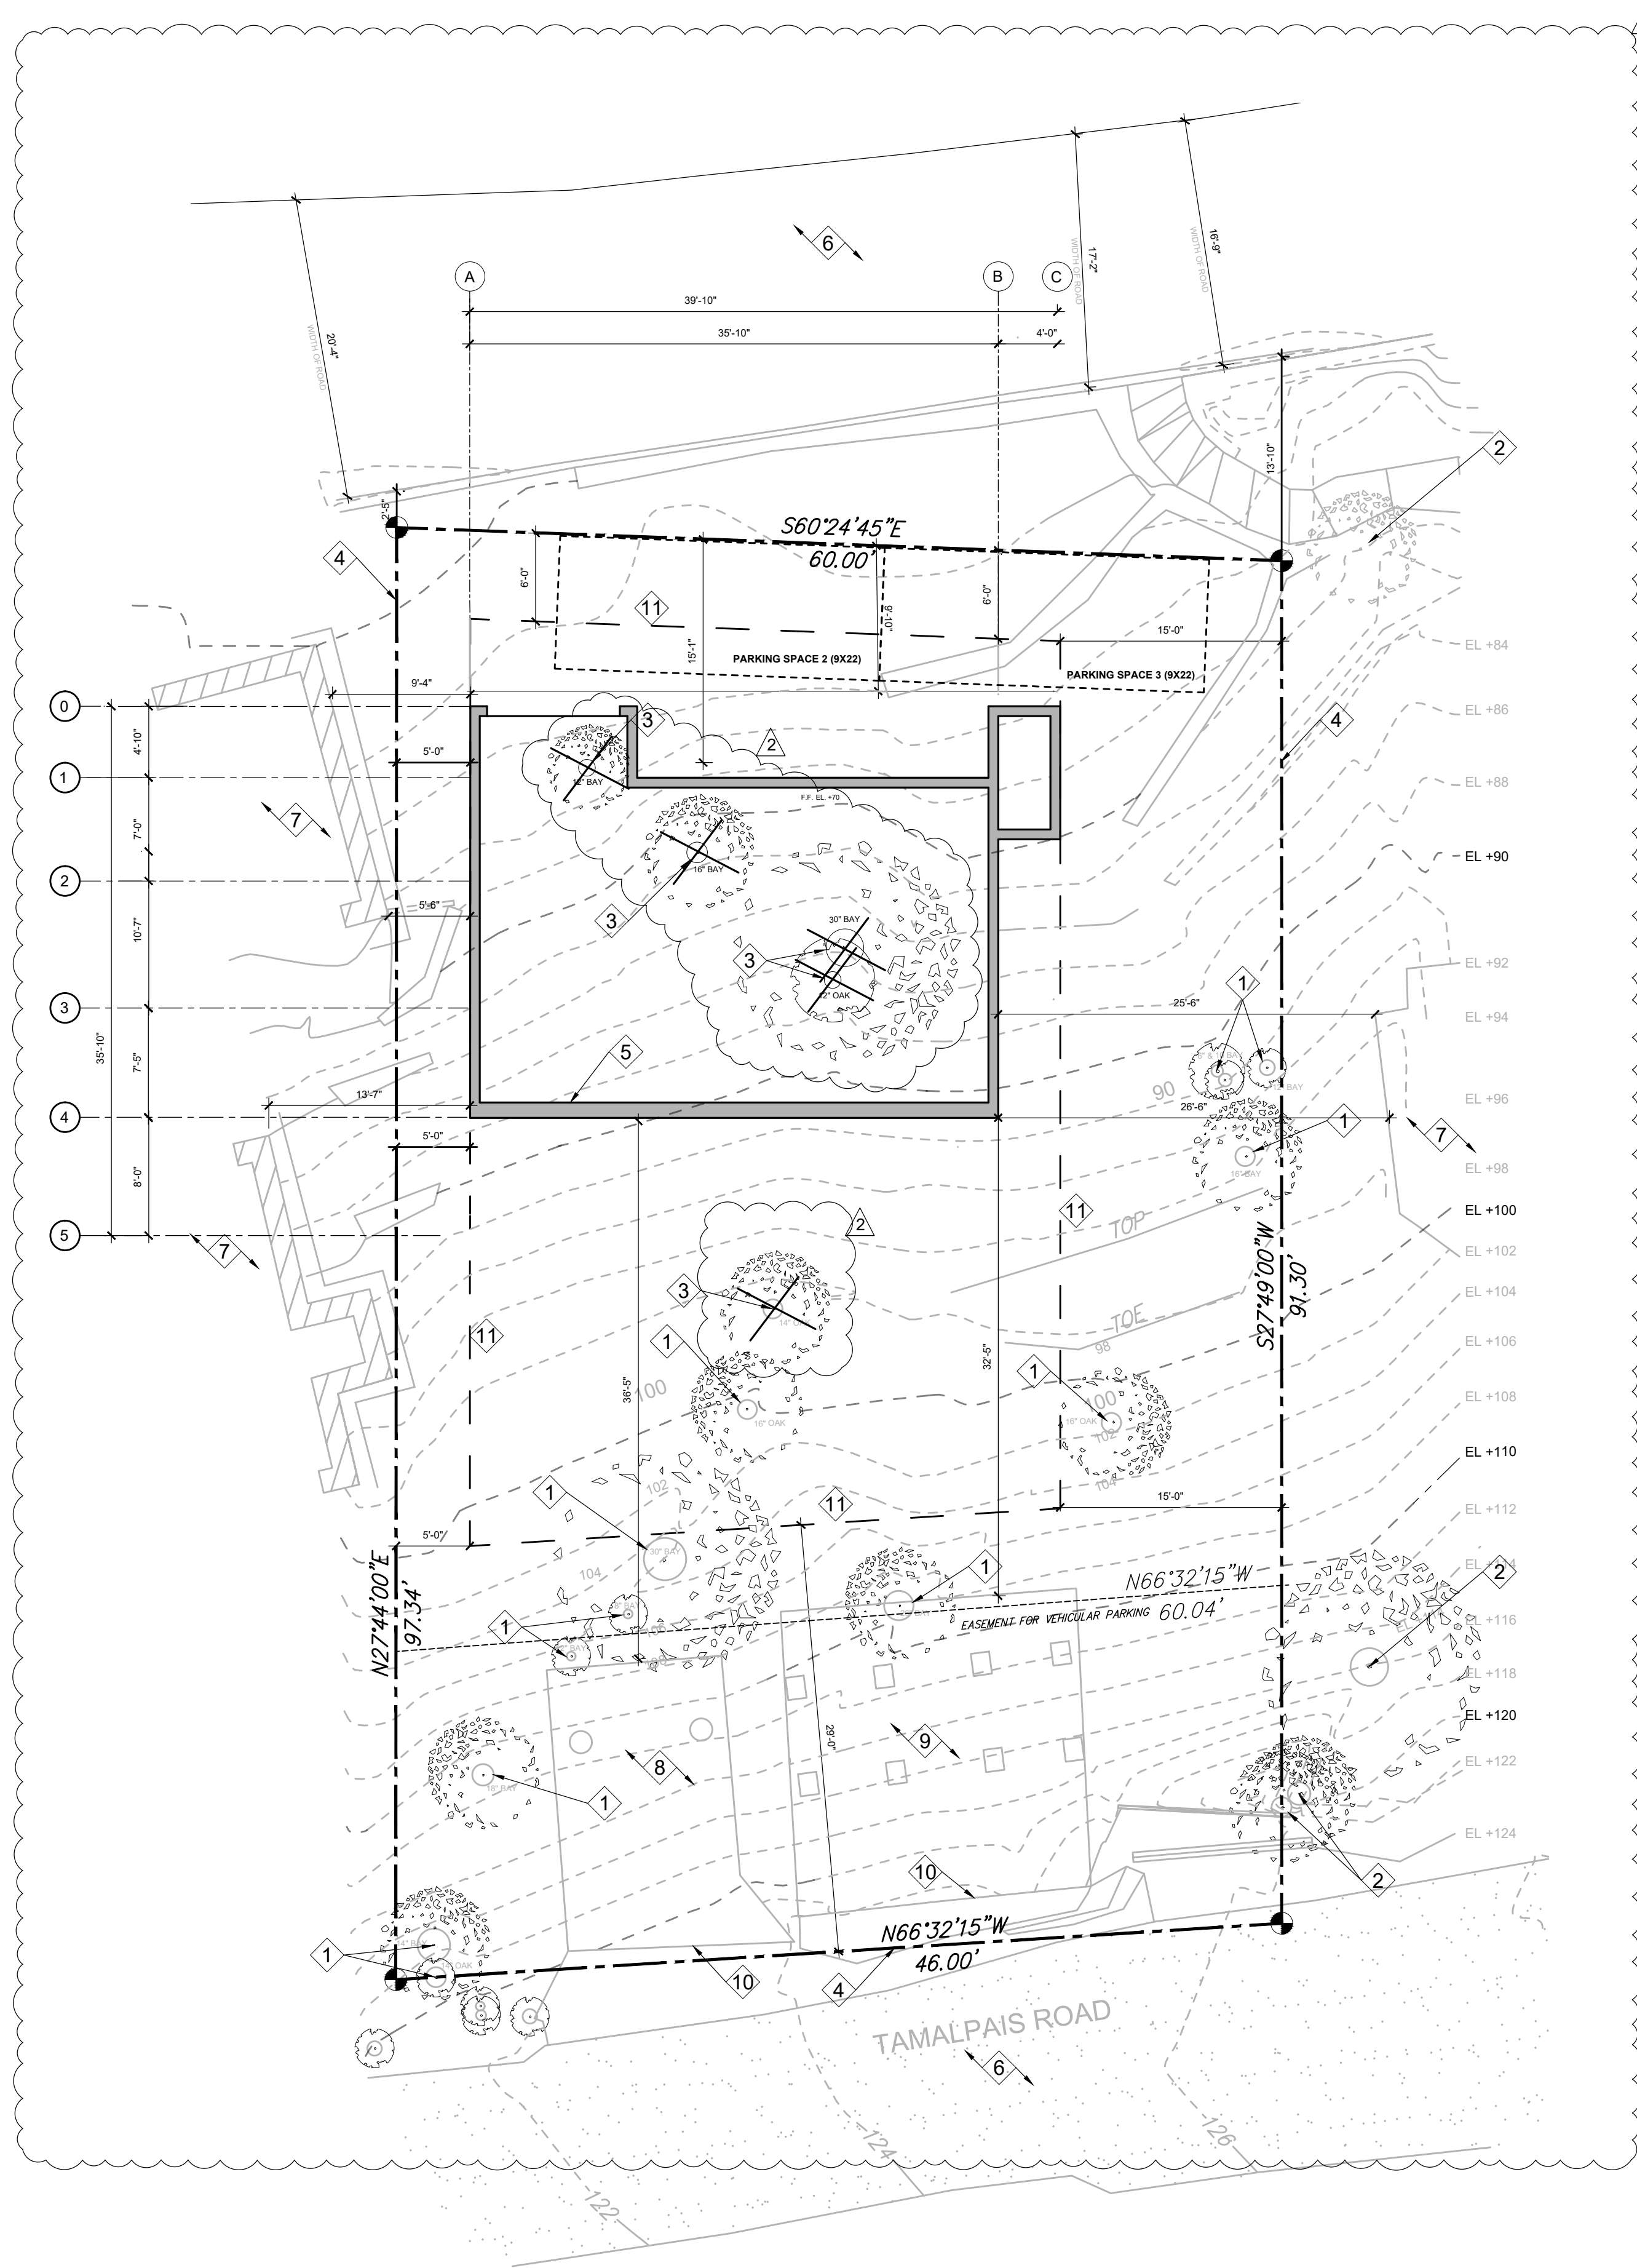 6
A
B
C
39'-10"
35'-10"
4'-0"
20'-4"
WIDTH OF ROAD
17'-2"
WIDTH OF ROAD
16'-9"
WIDTH OF ROAD
13'-10"
2
2'-5"
S60°24'45"E
60.00'
4
6'-0"
11
15'-1"
9'-10"
6'-0"
15'-0"
EL +84
PARKING SPACE 2 (9X22)
PARKING SPACE 3 (9X22)
9'-4"
0
EL +86
3
4
2
4'-10"
5'-0"
1
12" BAY
EL +88
F.F. EL. +70
7
7'-0"
EL +90
16" BAY
2
5'-6"
3
30" BAY
10'-7"
3
EL +92
1
12" OAK
25'-6"
3
EL +94
35'-10"
5
7'-5"
BAY
BAY
90
13'-7"
EL +96
26'-6"
4
1
7
5'-0"
8'-0"
EL +98
16" BAY
11
EL +100
TOP
2
5
7
EL +102
3
EL +104
S27°49'00"W
91.30'
14" OAK
TOE
11
1
EL +106
98
32'-5"
1
36'-5"
100
100
EL +108
16" OAK
16" OAK
102
EL +110
104
102
1
11
15'-0"
EL +112
5'-0"
30" BAY
1
2
104
N66°32'15"W
60.04'
EASEMENT FOR VEHICULAR PARKING
N27°44'00"E
97.34'
1
EL +116
EL +118
EL +120
29'-0"
9
8
EL +122
18" BAY
1
EL +124
10
2
N66°32'15"W
46.00'
1
14" BAY
OAK
10
4
TAMALPAIS ROAD
6
124
126
122